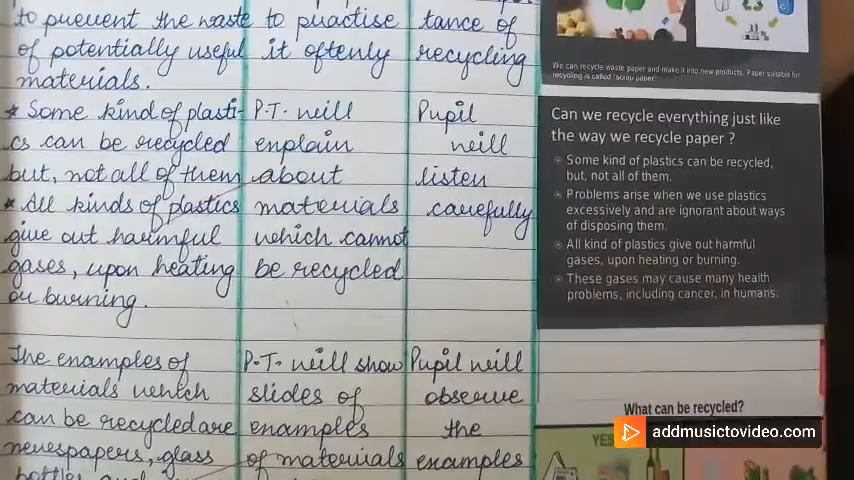 to prevent the waste
of potentially useful
materials.
* Some kind of plasti-
cs can be recycled
but, not all of them
* All kinds of plastics
give out harmful
gases, upon heating
or burning.
The examples of
materials which
can be recycled are
newspapers, glass
bottles and
to practise
it oftenly
P.T. will
explain
about
materials
which cannot
be recycled
P.T. will show
slides of
examples
of materials
tance of
recycling
Pupil
will
listen
carefully
Pupil will
observe
the
examples
We can recycle waste paper and make it into new products. Paper suitable for
recycling is called 'scrap paper'.
Can we recycle everything just like
the way we recycle paper ?
Some kind of plastics can be recycled,
but, not all of them.
Problems arise when we use plastics
excessively and are ignorant about ways
of disposing them.
All kind of plastics give out harmful
gases, upon heating or burning.
These gases may cause many health
problems, including cancer, in humans.
What can be recycled?
YES
addmusictovideo.com